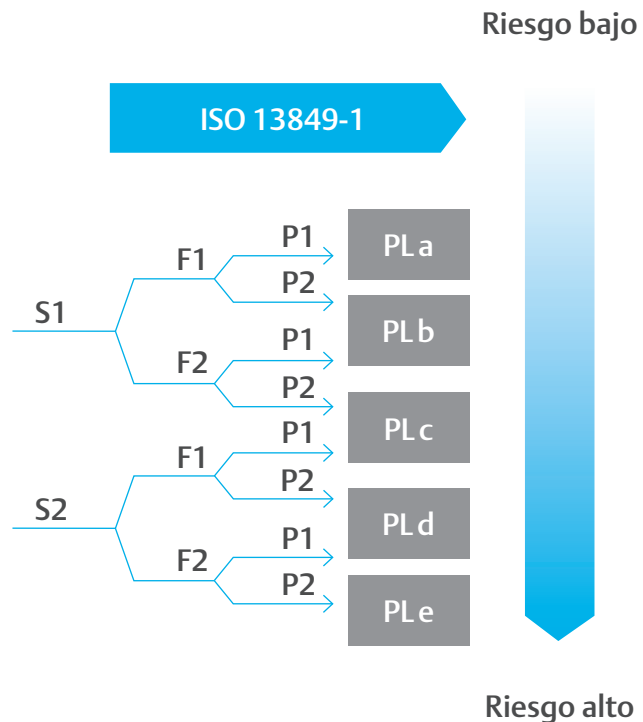 Riesgo bajo
ISO 13849-1
P1
PL a
F1
P2
S1
PL b
P1
F2
P2
PL c
P1
F1
P2
S2
PL d
P1
F2
P2
PL e
Riesgo alto